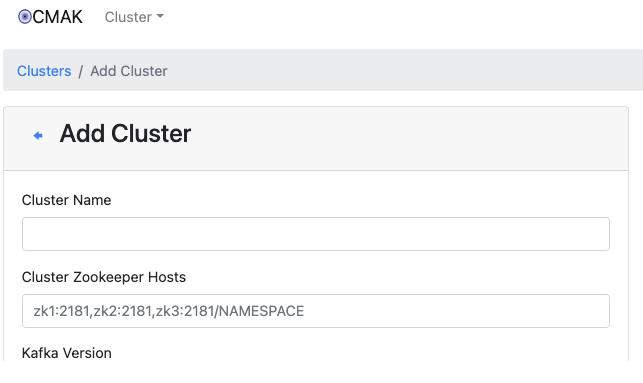 CMAK Cluster
Clusters / Add Cluster
Add Cluster
Cluster Name
Cluster Zookeeper Hosts
zk1:2181,zk2:2181,zk3:2181/NAMESPACE
Kafka Version